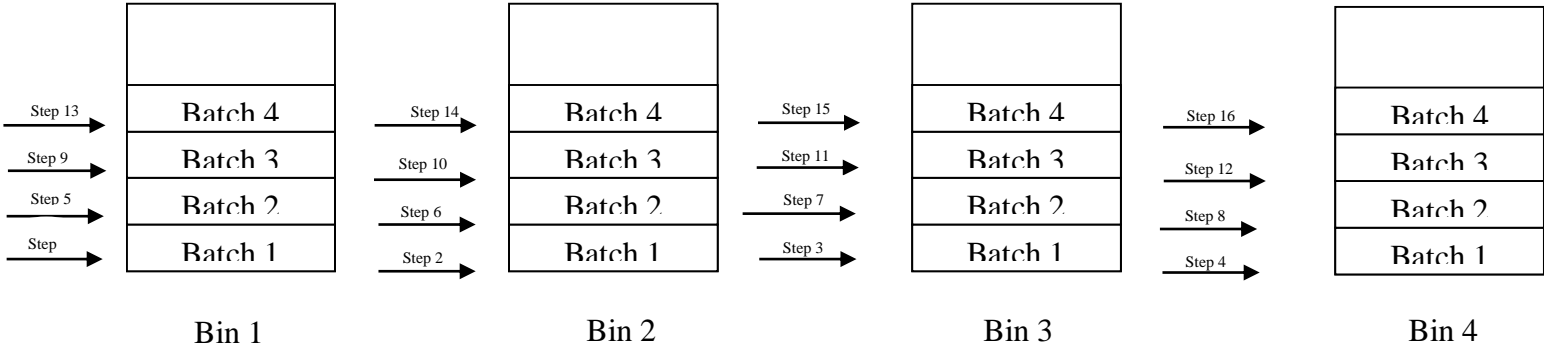 Step 13 Batch 4 Step 14 Batch 4 Step 15 Batch 4 Step 16 Batch 4
Step 9 Batch 3 Step 10 Batch 3 Step 11 Batch 3 Step 12 Batch 3
Step 5 Batch 2 Step 6 Batch 2 Step 7 Batch 2 Step 8 Batch 2
Step Batch 1 Step 2 Batch 1 Step 3 Batch 1 Step 4 Batch 1
Bin 1 Bin 2 Bin 3 Bin 4